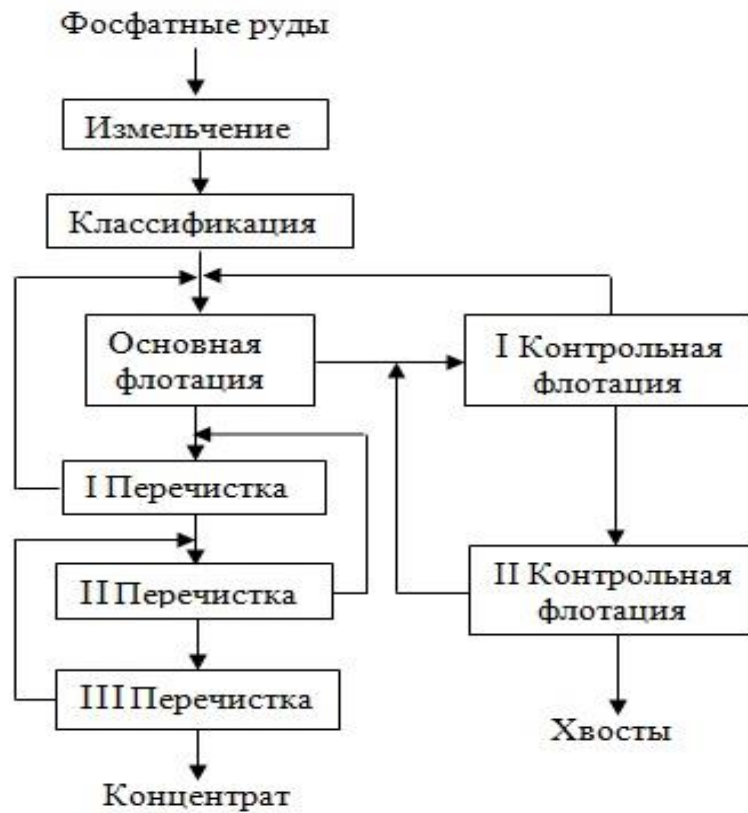 Фосфатные руды
Измельчение
Классификация
Основная
флотация
I Контрольная
флотация
I Перечистка
II Перечистка
II Контрольная
флотация
III Перечистка
Хвосты
Концентрат